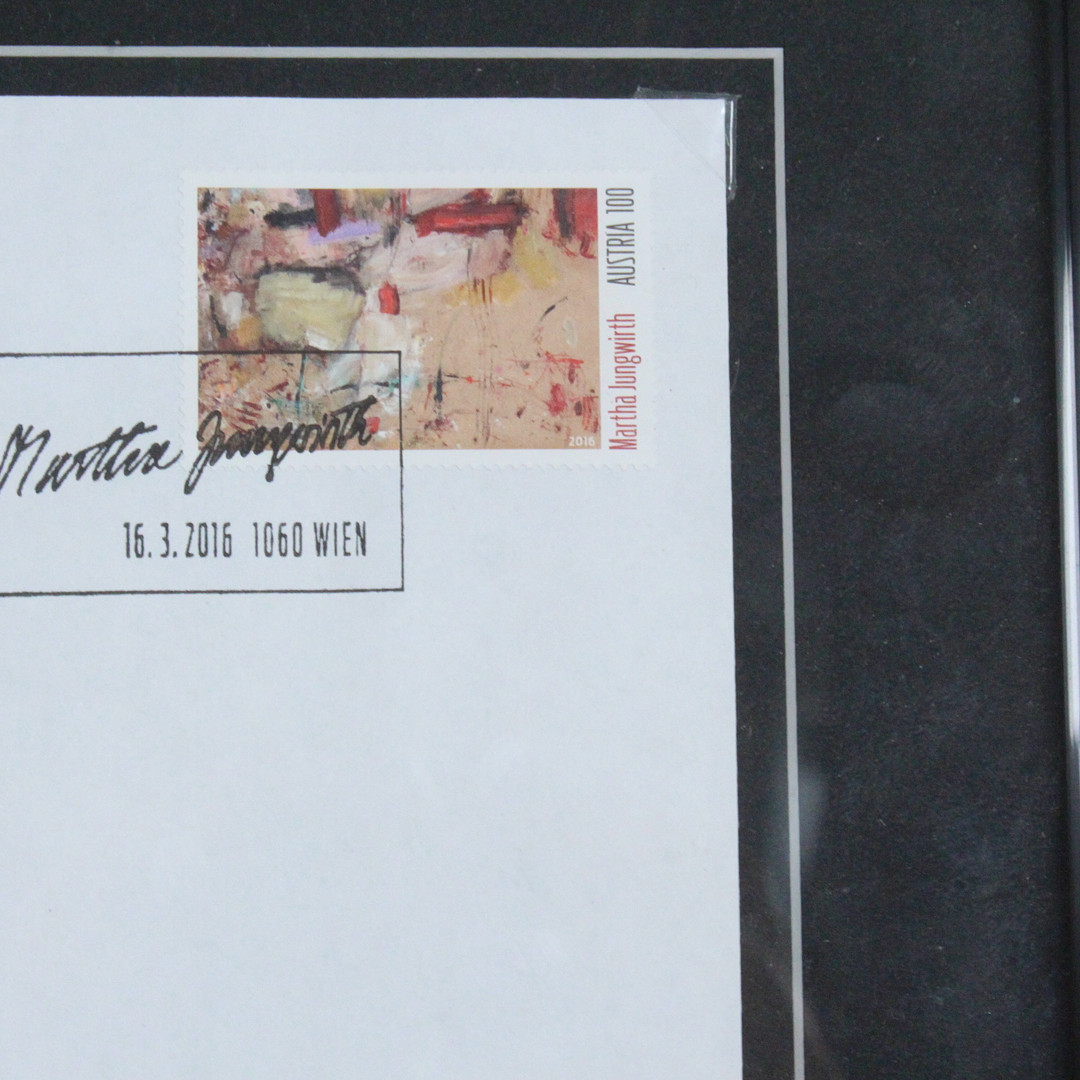 AUSTRIA 100
Martha Jungwirth
2016
Martha Jungwirth
16.3.2016 1060 WIEN